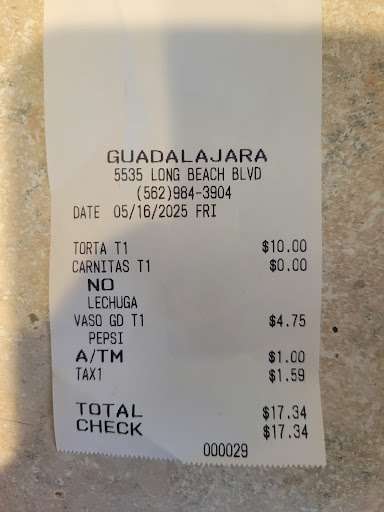 GUADALAJARA
5535 LONG BEACH BLVD
(562)984-3904
DATE 05/16/2025 FRI
TORTA T1 $10.00
CARNITAS T1 $0.00
NO
LECHUGA
VASO GD T1 $4.75
PEPSI
A/TM $1.00
TAX1 $1.59
TOTAL $17.34
CHECK $17.34
000029